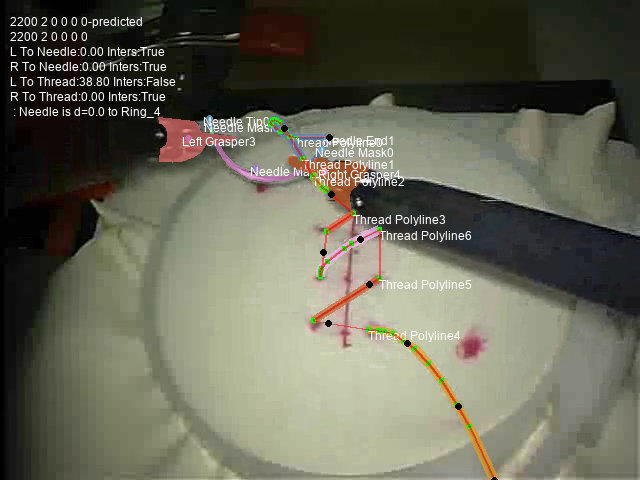 2200 2 0 0 0 0-predicted
2200 2 0 0 0 0
L To Needle:0.00 Inters:True
R To Needle:0.00 Inters:True
L To Thread:38.80 Inters:False
R To Thread:0.00 Inters:True
: Needle is d=0.0 to Ring_4
Needle Tip0
Needle Mas
Left Grasper3
Needle End1
Needle Mask0
Thread Polyline1
Needle Ma
Right Grasper4
Thread Polyline2
Thread Polyline3
Thread Polyline6
Thread Polyline5
Thread Polyline4